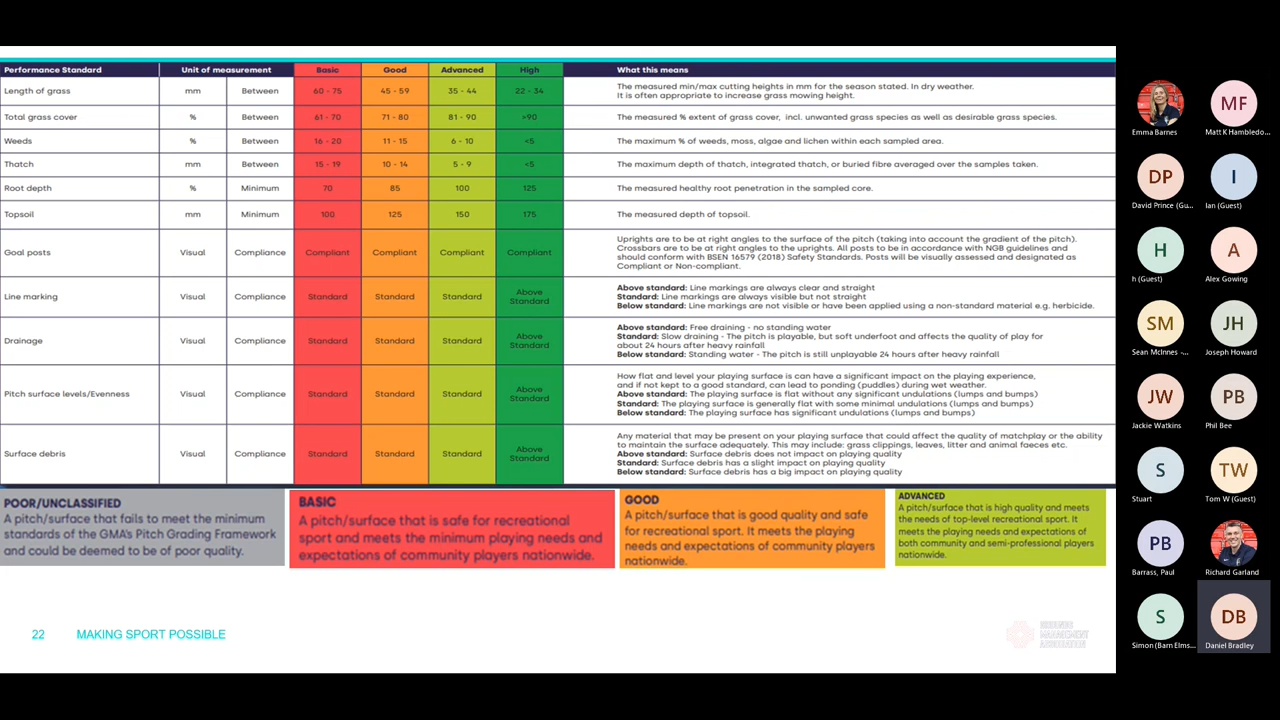 Performance Standard Unit of measurement Basic Good Advanced High What this means
Length of grass mm Between 60 - 75 45 - 59 35 - 44 22 - 34 The measured min/max cutting heights in mm for the season stated. In dry weather.
It is often appropriate to increase grass mowing height.
Total grass cover % Between 61 - 70 71 - 80 81 - 90 >90 The measured % extent of grass cover, incl. unwanted grass species as well as desirable grass species.
Weeds % Between 16 - 20 11 - 15 6 - 10 <5 The maximum % of weeds, moss, algae and lichen within each sampled area.
Thatch mm Between 15 - 19 10 - 14 5 - 9 <5 The maximum depth of thatch, integrated thatch, or buried fibre averaged over the samples taken.
Root depth % Minimum 70 85 100 125 The measured healthy root penetration in the sampled core.
Topsoil mm Minimum 100 125 150 175 The measured depth of topsoil.
Goal posts Visual Compliance Compliant Compliant Compliant Compliant
Uprights are to be at right angles to the surface of the pitch (taking into account the gradient of the pitch).
Crossbars are to be at right angles to the uprights. All posts to be in accordance with NGB guidelines and
should conform with BSEN 16579 (2018) Safety Standards. Posts will be visually assessed and designated as
Compliant or Non-compliant.
Line marking Visual Compliance Standard Standard Standard Above
Standard
Above standard: Line markings are always clear and straight
Standard: Line markings are always visible but not straight
Below standard: Line markings are not visible or have been applied using a non-standard material e.g. herbicide.
Drainage Visual Compliance Standard Standard Standard Above
Standard
Above standard: Free draining - no standing water
Standard: Slow draining - The pitch is playable, but soft underfoot and affects the quality of play for
about 24 hours after heavy rainfall
Below standard: Standing water - The pitch is still unplayable 24 hours after heavy rainfall
Pitch surface levels/Evenness Visual Compliance Standard Standard Standard Above
Standard
How flat and level your playing surface is can have a significant impact on the playing experience,
and if not kept to a good standard, can lead to ponding (puddles) during wet weather.
Above standard: The playing surface is flat without any significant undulations (lumps and bumps)
Standard: The playing surface is generally flat with some minimal undulations (lumps and bumps)
Below standard: The playing surface has significant undulations (lumps and bumps)
Surface debris Visual Compliance Standard Standard Standard Above
Standard
Any material that may be present on your playing surface that could affect the quality of matchplay or the ability
to maintain the surface adequately. This may include: grass clippings, leaves, litter and animal faeces etc.
Above standard: Surface debris does not impact on playing quality
Standard: Surface debris has a slight impact on playing quality
Below standard: Surface debris has a big impact on playing quality
POOR/UNCLASSIFIED
A pitch/surface that fails to meet the minimum
standards of the GMA's Pitch Grading Framework
and could be deemed to be of poor quality.
BASIC
A pitch/surface that is safe for recreational
sport and meets the minimum playing needs and
expectations of community players nationwide.
GOOD
A pitch/surface that is good quality and safe
for recreational sport. It meets the playing
needs and expectations of community players
nationwide.
ADVANCED
A pitch/surface that is high quality and meets
the needs of top-level recreational sport. It
meets the playing needs and expectations of
both community and semi-professional players
nationwide.
22 MAKING SPORT POSSIBLE
GROUNDS
MANAGEMENT
ASSOCIATION
MF
Emma Barnes Matt K Hambledo...
DP I
David Prince (Gu... Ian (Guest)
H A
h (Guest) Alex Gowing
SM JH
Sean McInnes -... Joseph Howard
JW PB
Jackie Watkins Phil Bee
S TW
Stuart Tom W (Guest)
PB
Barrass, Paul Richard Garland
S DB
Simon (Barn Elms... Daniel Bradley